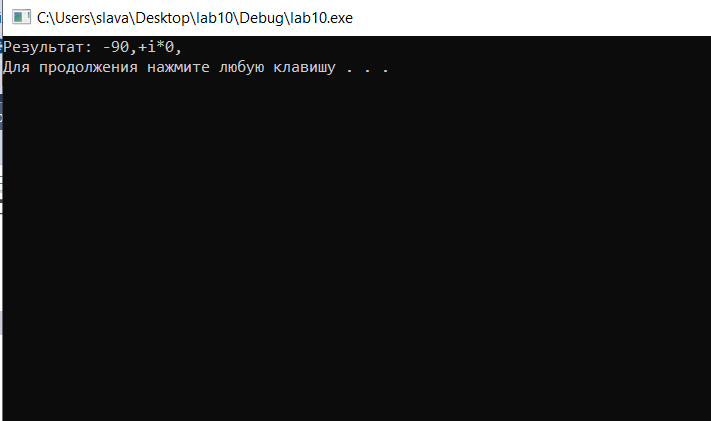 C:\Users\slava\Desktop\lab10\Debug\lab10.exe
Результат: -90,+i*0,
Для продолжения нажмите любую клавишу . . .